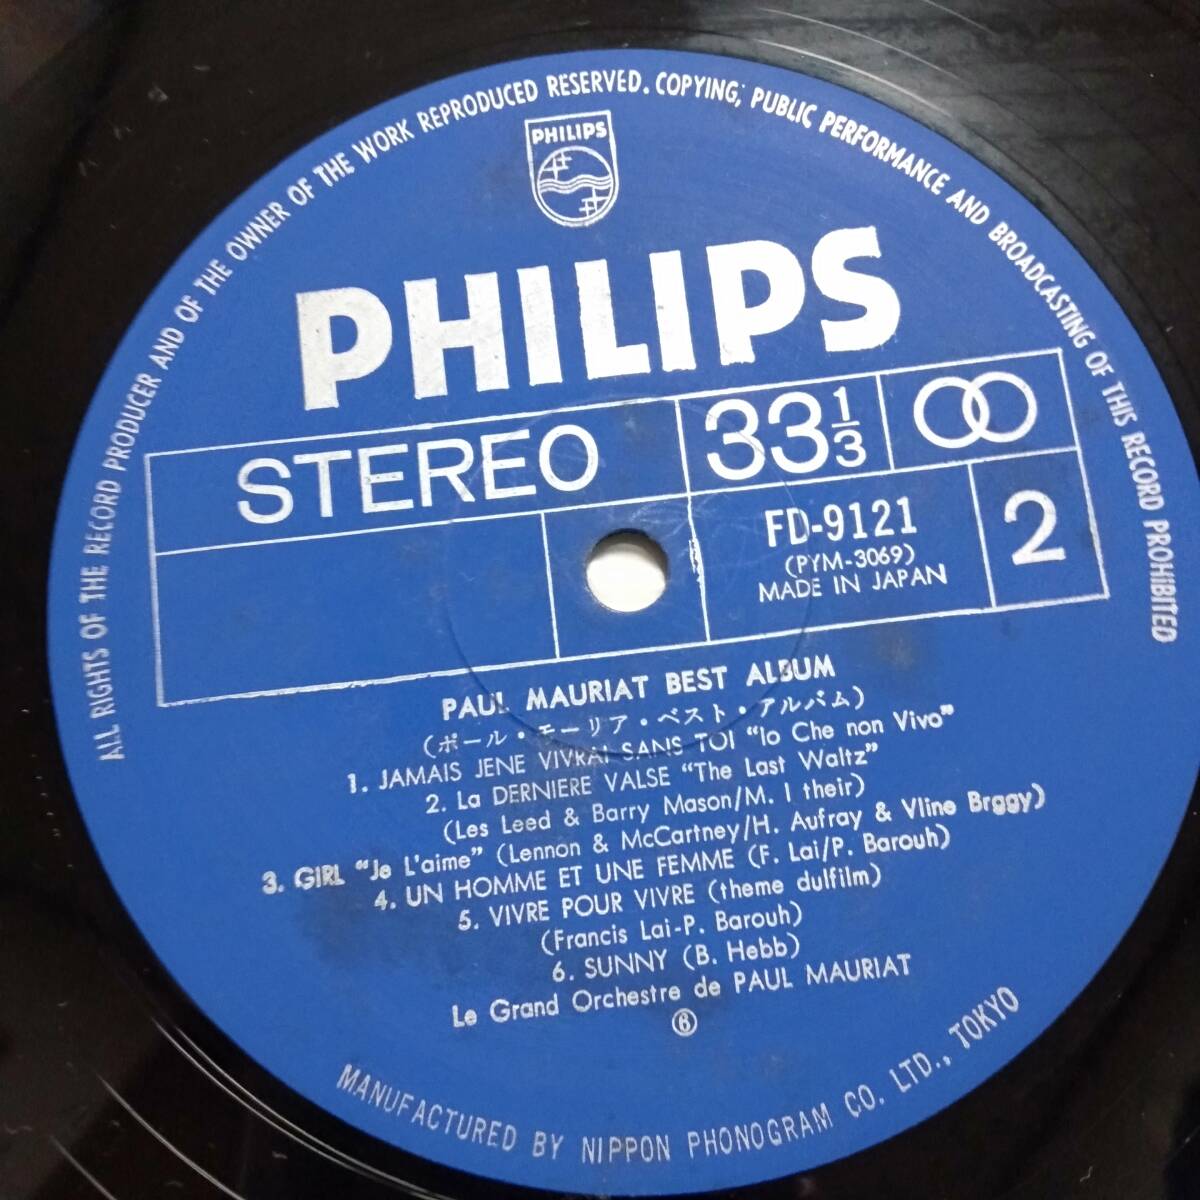 ALL RIGHTS OF THE RECORD PRODUCER AND OF THE OWNER OF THE WORK REPRODUCED RESERVED. COPYING, PUBLIC PERFORMANCE AND BROADCASTING OF THIS RECORD PROHIBITED
PHILIPS
PHILIPS
STEREO 33 1/3
FD-9121 2
(PYM-3069)
MADE IN JAPAN
PAUL MAURIAT BEST ALBUM
(ポール・モーリア・ベスト・アルバム)
1. JAMAIS JENE VIVRAI SANS TOI "Io Che non Vivo"
2. La DERNIERE VALSE "The Last Waltz"
(Les Leed & Barry Mason/M. I their)
3. GIRL "Je L'aime" (Lennon & McCartney/H. Aufray & Vline Brggy)
4. UN HOMME ET UNE FEMME (F. Lai/P. Barouh)
5. VIVRE POUR VIVRE (theme dulfilm)
(Francis Lai-P. Barouh)
6. SUNNY (B. Hebb)
Le Grand Orchestre de PAUL MAURIAT
⑥
MANUFACTURED BY NIPPON PHONOGRAM CO. LTD., TOKYO